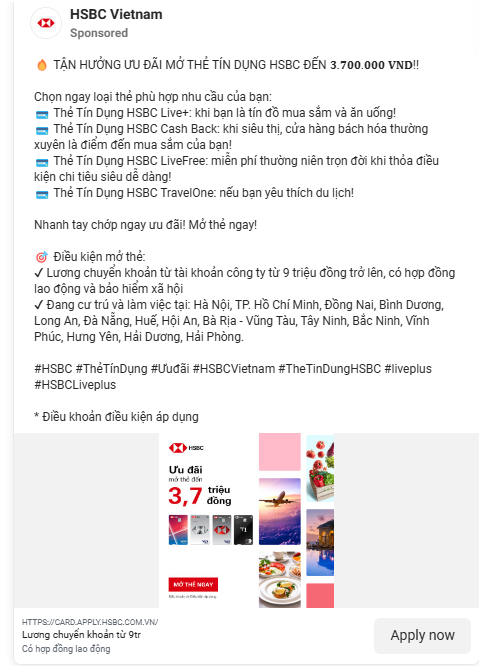 HSBC Vietnam
Sponsored
🔥 TẬN HƯỞNG ƯU ĐÃI MỞ THẺ TÍN DỤNG HSBC ĐẾN 𝟑.𝟕𝟎𝟎.𝟎𝟎𝟎 𝐕𝐍𝐃!!
Chọn ngay loại thẻ phù hợp nhu cầu của bạn:
💳 Thẻ Tín Dụng HSBC Live+: khi bạn là tín đồ mua sắm và ăn uống!
💳 Thẻ Tín Dụng HSBC Cash Back: khi siêu thị, cửa hàng bách hóa thường
xuyên là điểm đến mua sắm của bạn!
💳 Thẻ Tín Dụng HSBC LiveFree: miễn phí thường niên trọn đời khi thỏa điều
kiện chi tiêu siêu dễ dàng!
💳 Thẻ Tín Dụng HSBC TravelOne: nếu bạn yêu thích du lịch!
Nhanh tay chớp ngay ưu đãi! Mở thẻ ngay!
🎯 Điều kiện mở thẻ:
✓ Lương chuyển khoản từ tài khoản công ty từ 9 triệu đồng trở lên, có hợp đồng
lao động và bảo hiểm xã hội
✓ Đang cư trú và làm việc tại: Hà Nội, TP. Hồ Chí Minh, Đồng Nai, Bình Dương,
Long An, Đà Nẵng, Huế, Hội An, Bà Rịa - Vũng Tàu, Tây Ninh, Bắc Ninh, Vĩnh
Phúc, Hưng Yên, Hải Dương, Hải Phòng.
#HSBC #ThẻTínDụng #Ưuđãi #HSBCVietnam #TheTinDungHSBC #liveplus
#HSBCLiveplus
* Điều khoản điều kiện áp dụng
HSBC
Ưu đãi
mở thẻ đến
3,7 triệu
đồng
MỞ THẺ NGAY
HTTPS://CARD.APPLY.HSBC.COM.VN/
Lương chuyển khoản từ 9tr
Có hợp đồng lao động
Apply now